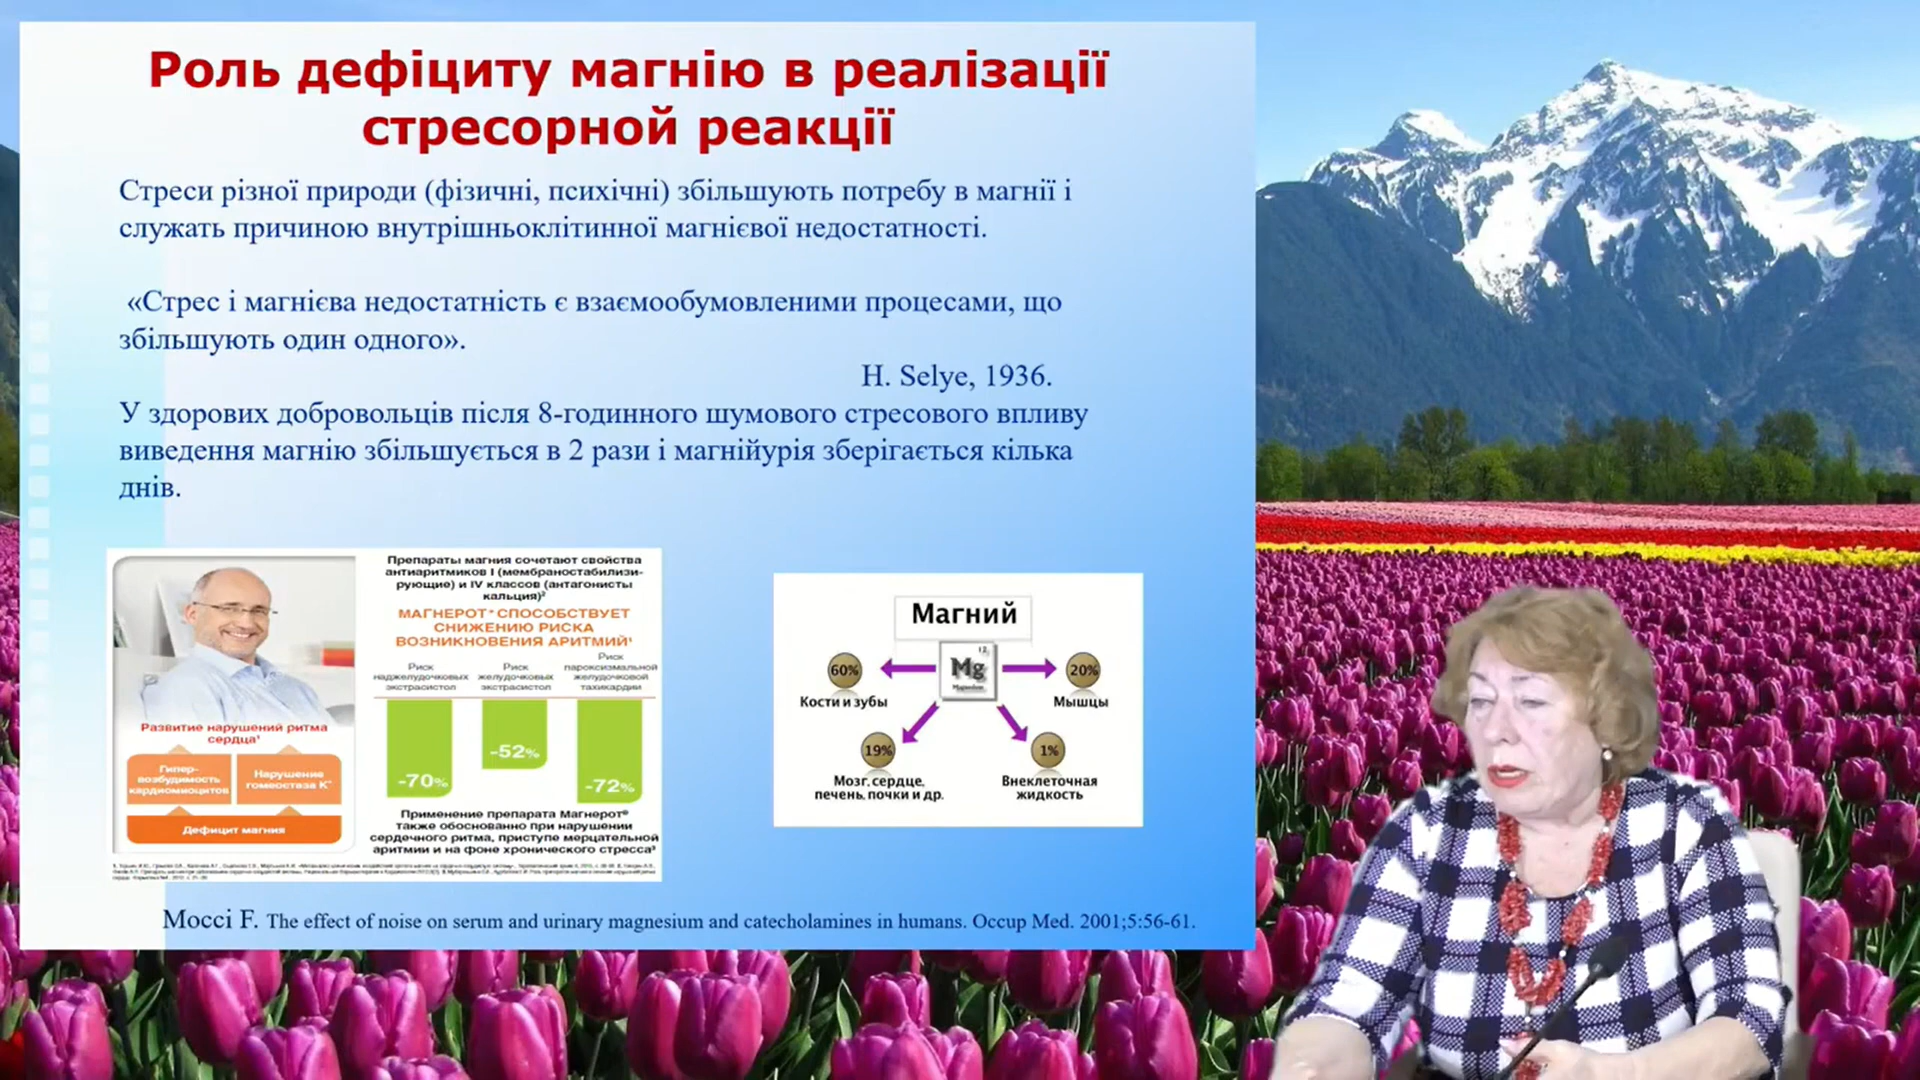 Роль дефіциту магнію в реалізації
стресорной реакції
Стреси різної природи (фізичні, психічні) збільшують потребу в магнії і
служать причиною внутрішньоклітинної магнієвої недостатності.
«Стрес і магнієва недостатність є взаємообумовленими процесами, що
збільшують один одного».
H. Selye, 1936.
У здорових добровольців після 8-годинного шумового стресового впливу
виведення магнію збільшується в 2 рази і магнійурія зберігається кілька
днів.
Развитие нарушений ритма
сердца¹
Гипер-
возбудимость
кардиомиоцитов
Нарушение
гомеостаза К⁺
Дефицит магния
Препараты магния сочетают свойства
антиаритмиков I (мембраностабилизи-
рующие) и IV классов (антагонисты
кальция)²
МАГНЕРОТ® СПОСОБСТВУЕТ
СНИЖЕНИЮ РИСКА
ВОЗНИКНОВЕНИЯ АРИТМИЙ¹
Риск
наджелудочковых
экстрасистол
Риск
желудочковых
экстрасистол
Риск
пароксизмальной
желудочковой
тахикардии
-70%
-52%
-72%
Применение препарата Магнерот®
также обоснованно при нарушении
сердечного ритма, приступе мерцательной
аритмии и на фоне хронического стресса³
Магний
12
Mg
60%
Кости и зубы
20%
Мышцы
19%
Мозг, сердце,
печень, почки и др.
1%
Внеклеточная
жидкость
Моссі F. The effect of noise on serum and urinary magnesium and catecholamines in humans. Occup Med. 2001;5:56-61.